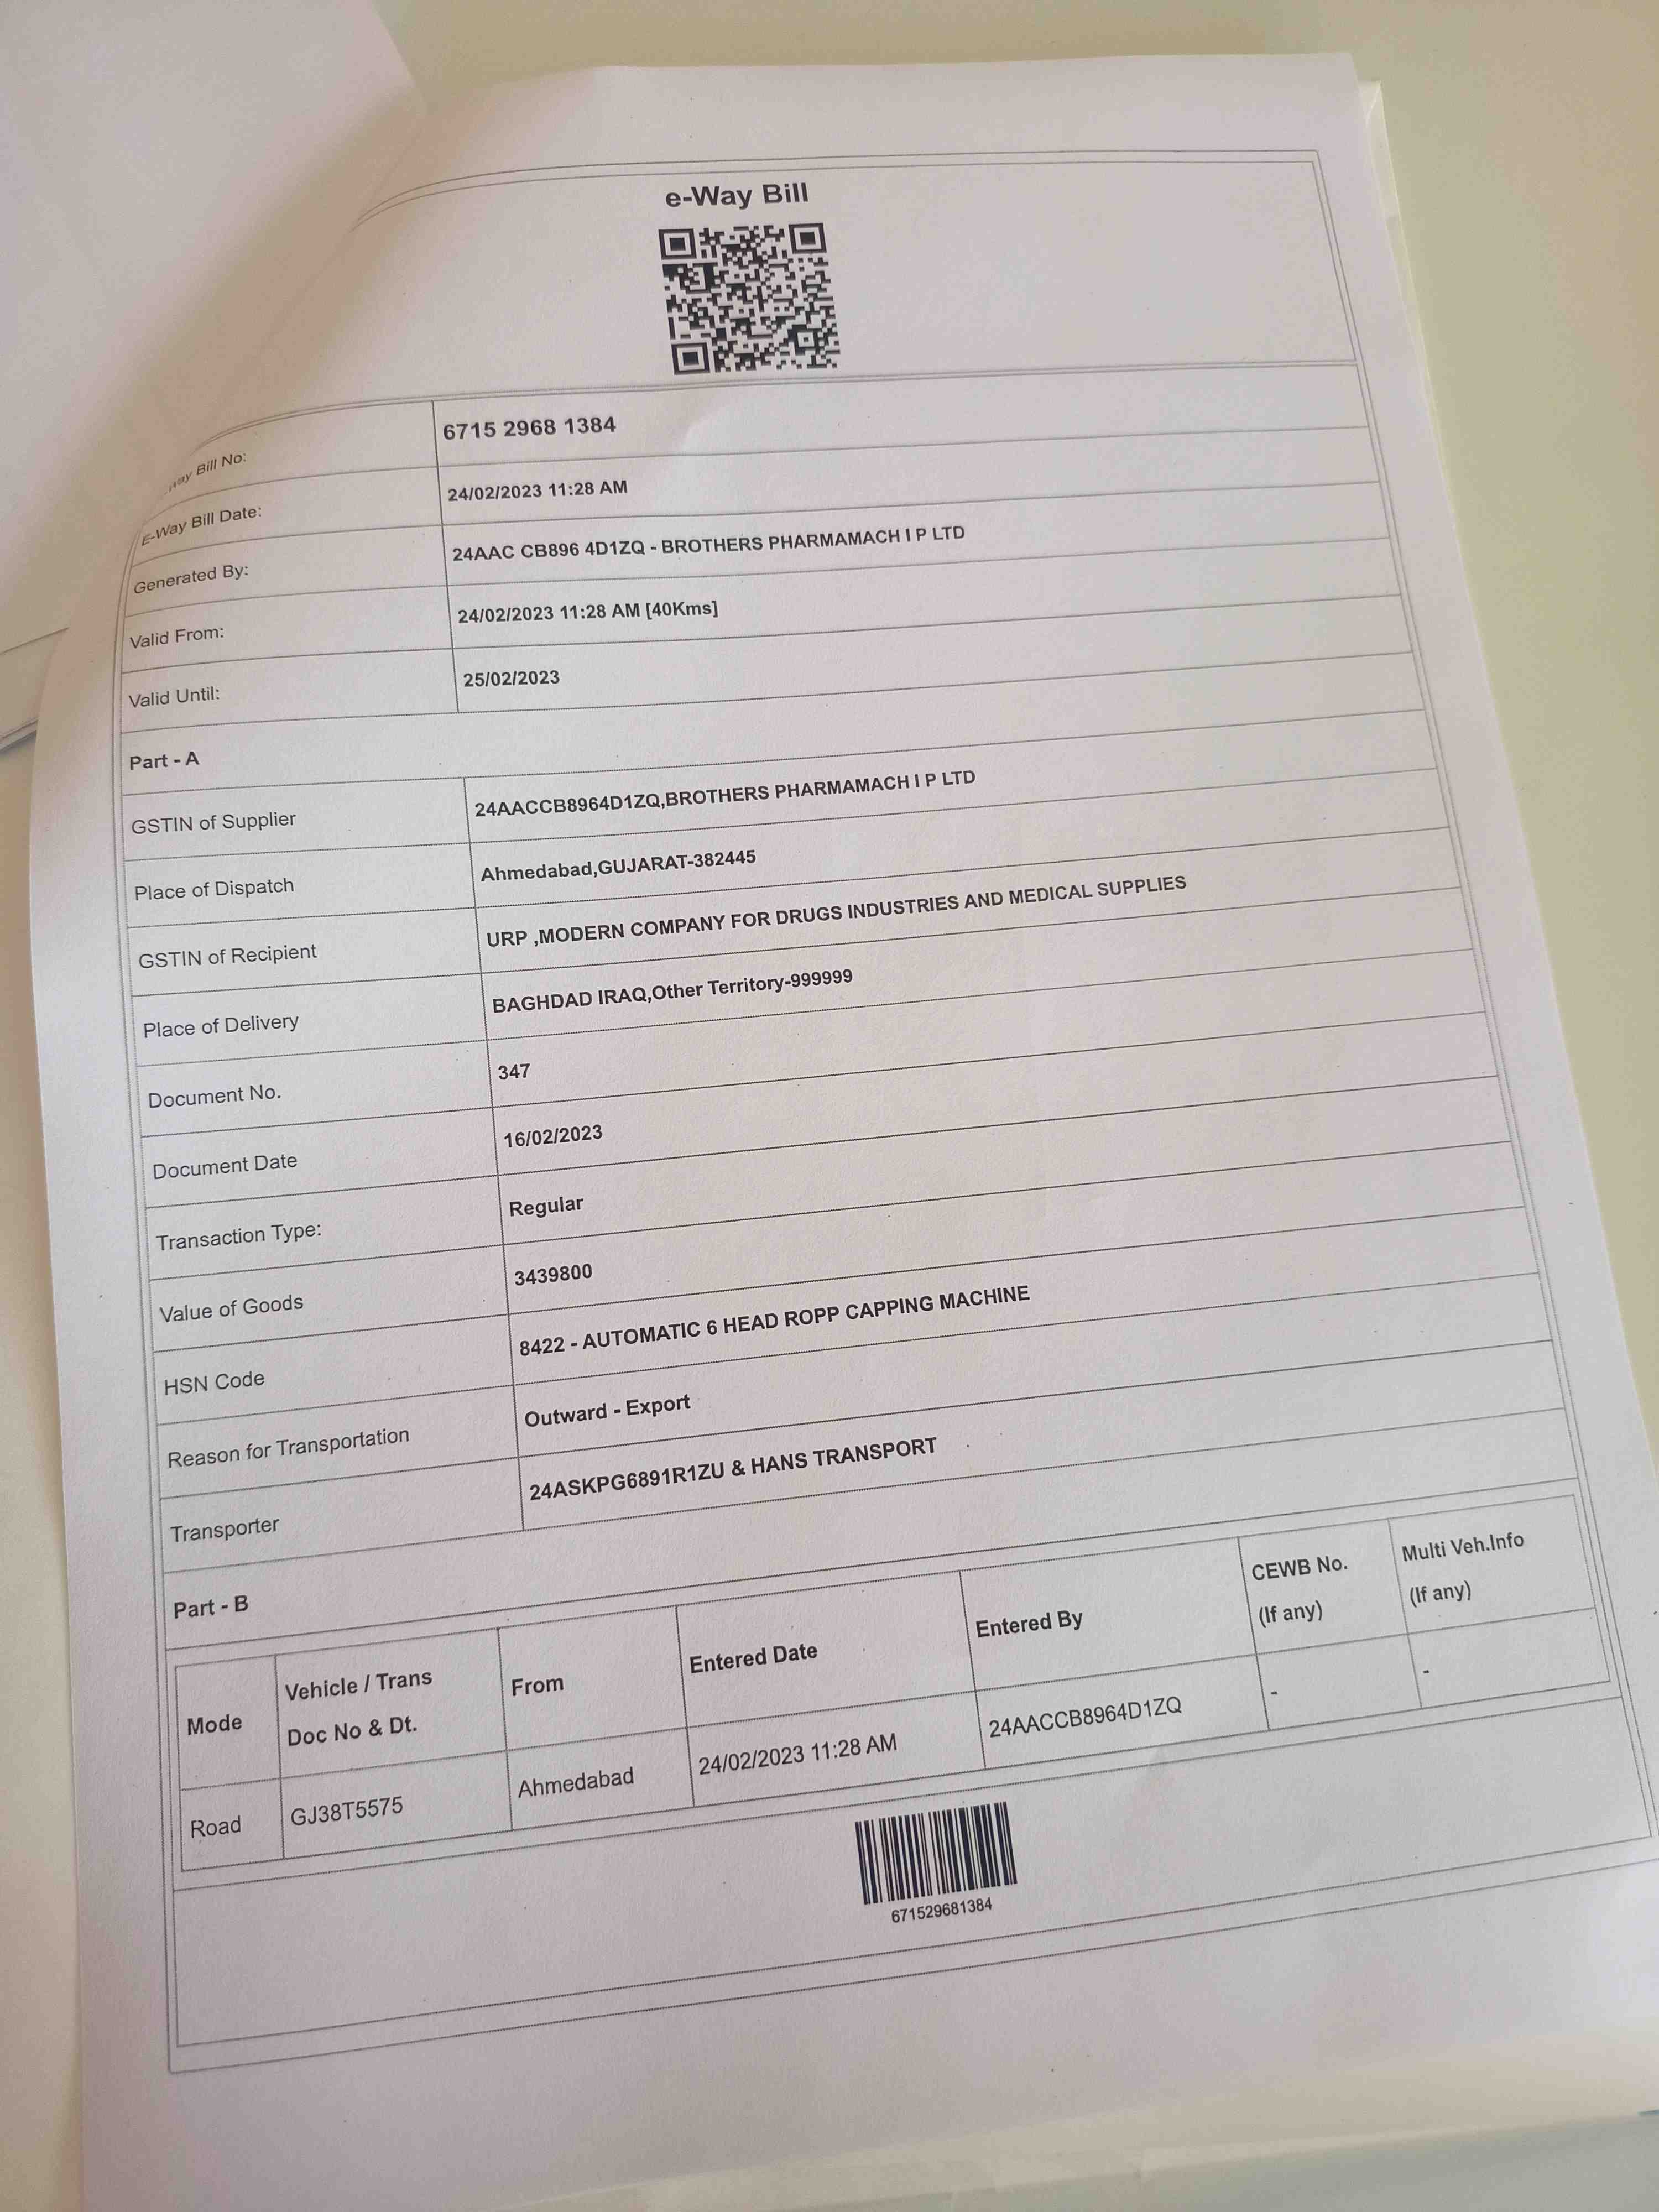 e-Way Bill
Way Bill No: 6715 2968 1384
E-Way Bill Date: 24/02/2023 11:28 AM
Generated By: 24AAC CB896 4D1ZQ - BROTHERS PHARMAMACH I P LTD
Valid From: 24/02/2023 11:28 AM [40Kms]
Valid Until: 25/02/2023
Part - A
GSTIN of Supplier 24AACCB8964D1ZQ,BROTHERS PHARMAMACH I P LTD
Place of Dispatch Ahmedabad,GUJARAT-382445
GSTIN of Recipient URP ,MODERN COMPANY FOR DRUGS INDUSTRIES AND MEDICAL SUPPLIES
Place of Delivery BAGHDAD IRAQ,Other Territory-999999
Document No. 347
Document Date 16/02/2023
Transaction Type: Regular
Value of Goods 3439800
HSN Code 8422 - AUTOMATIC 6 HEAD ROPP CAPPING MACHINE
Reason for Transportation Outward - Export
Transporter 24ASKPG6891R1ZU & HANS TRANSPORT
Part - B
Mode Vehicle / Trans Doc No & Dt. From Entered Date Entered By CEWB No. (If any) Multi Veh.Info (If any)
Road GJ38T5575 Ahmedabad 24/02/2023 11:28 AM 24AACCB8964D1ZQ - -
671529681384